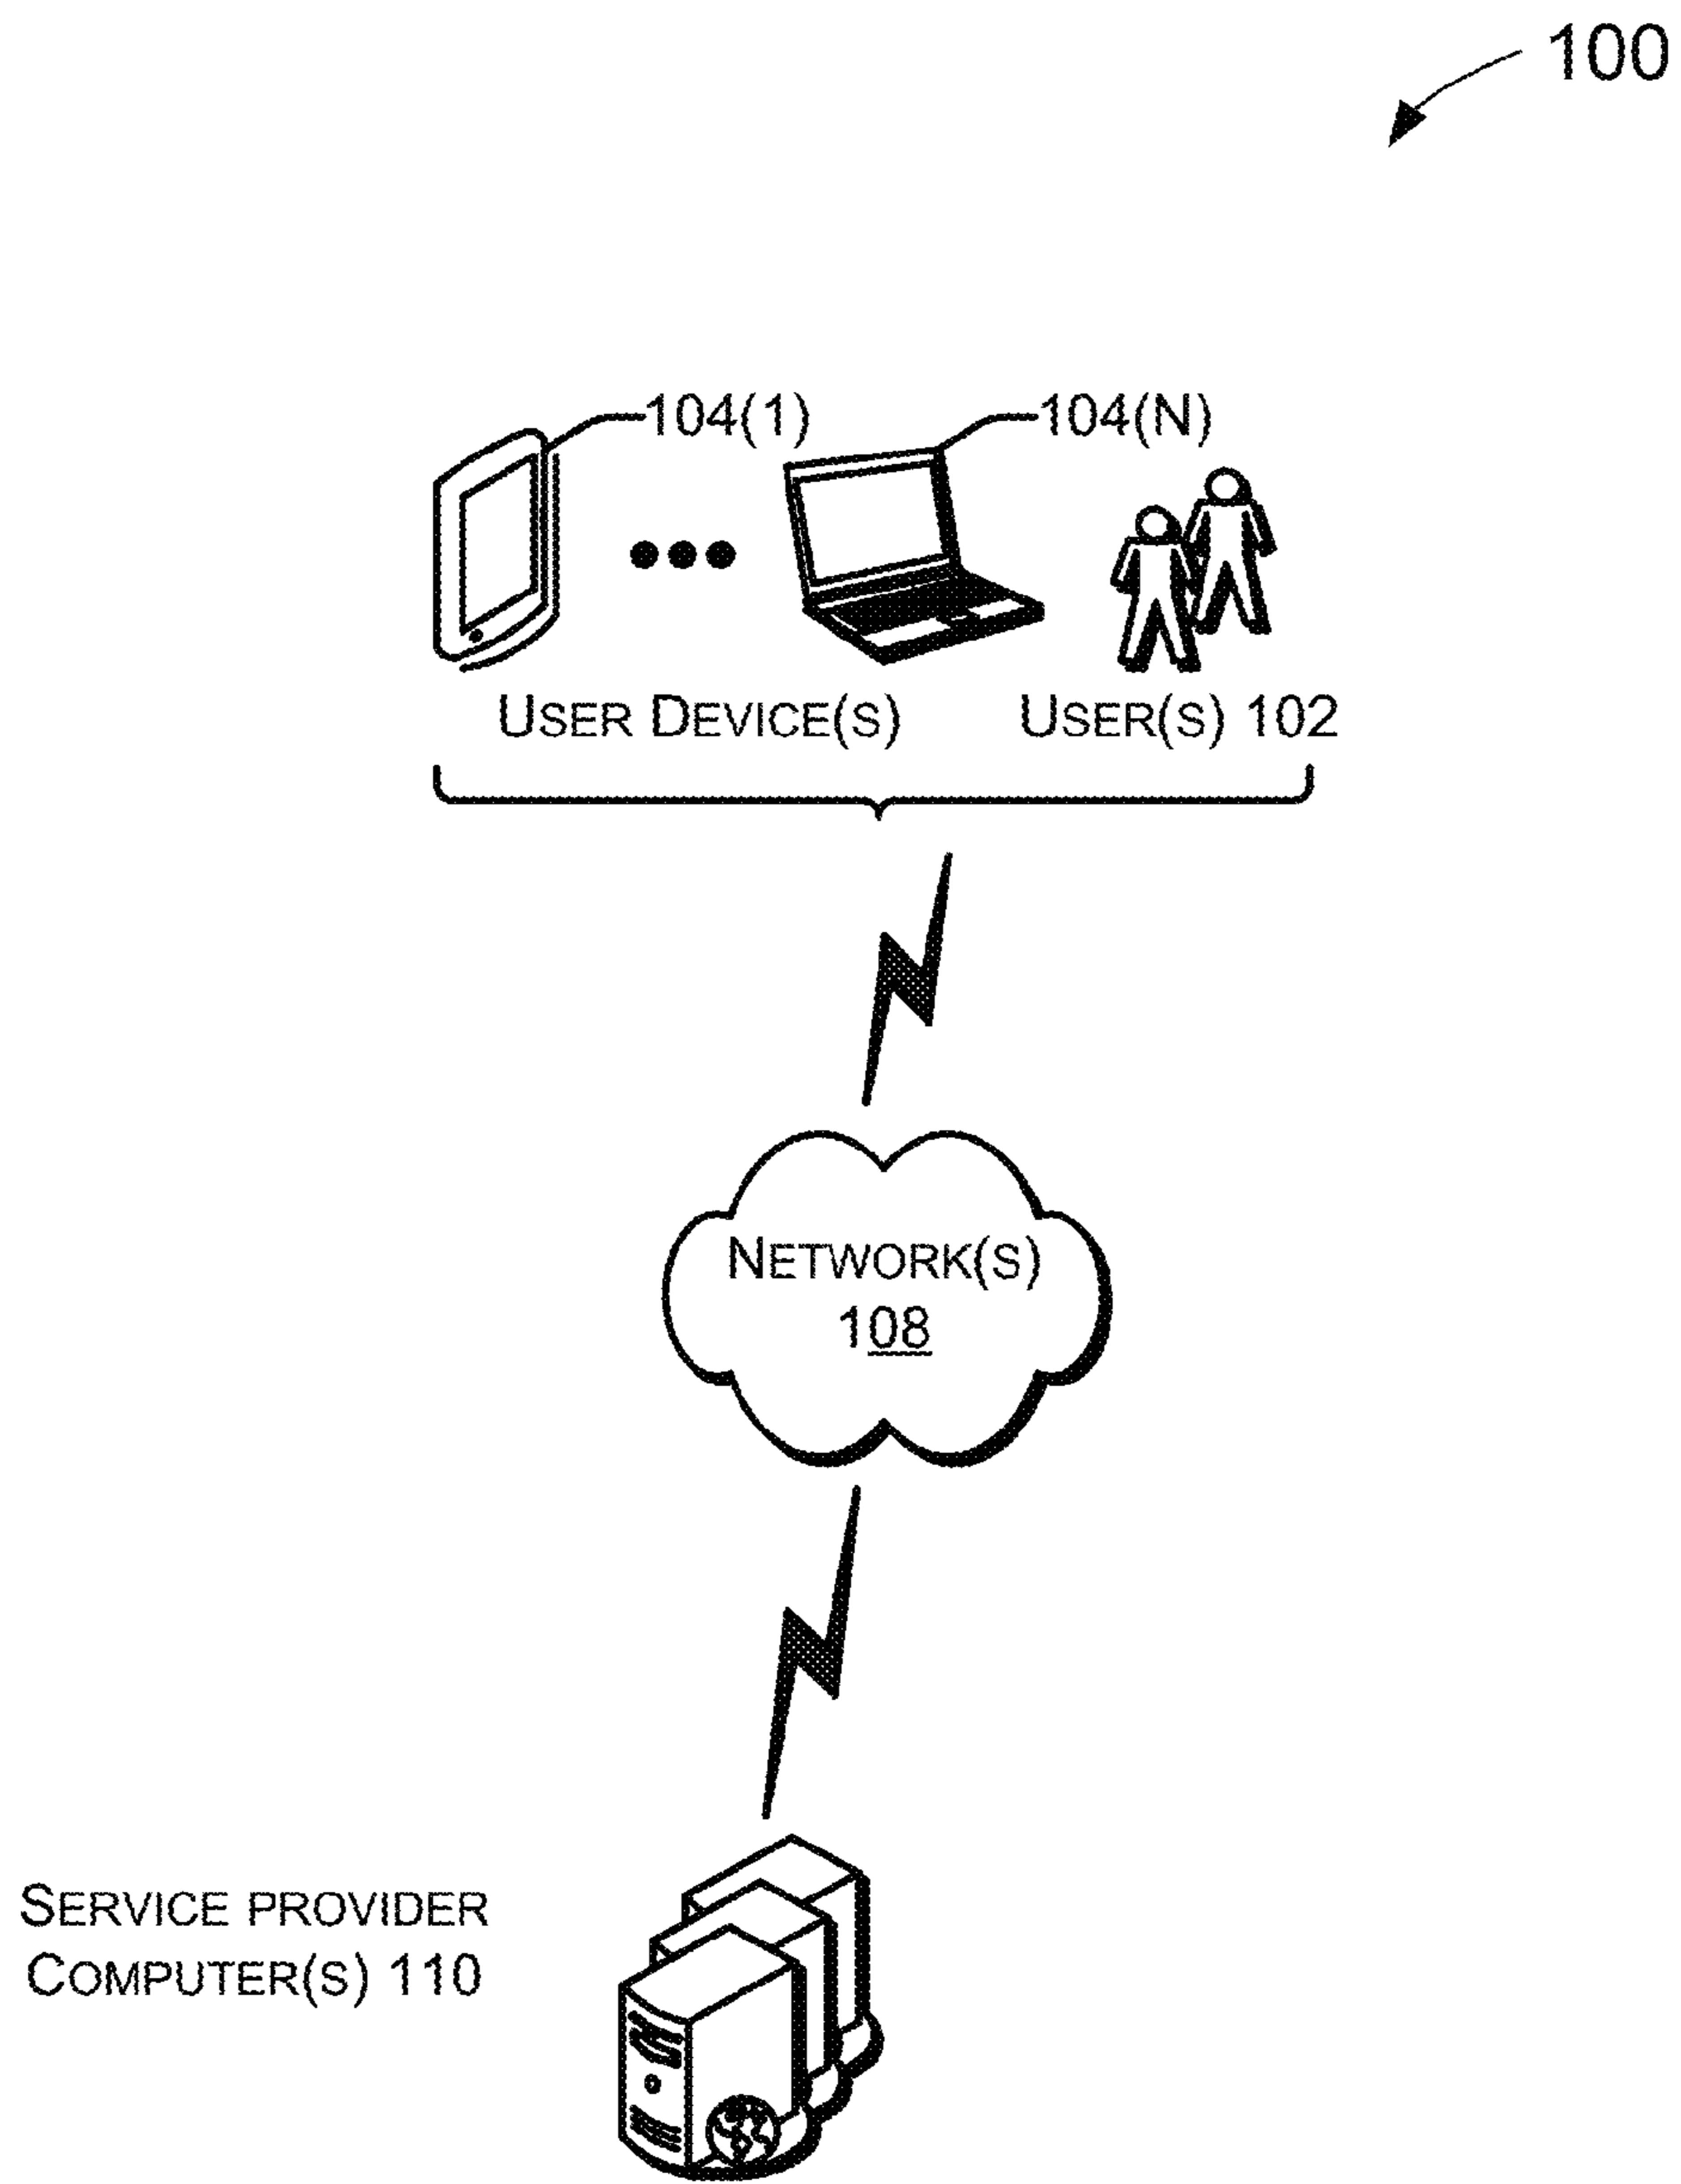 100
104(1) 104(N)
USER DEVICE(S) USER(S) 102
NETWORK(S)
108
SERVICE PROVIDER
COMPUTER(S) 110